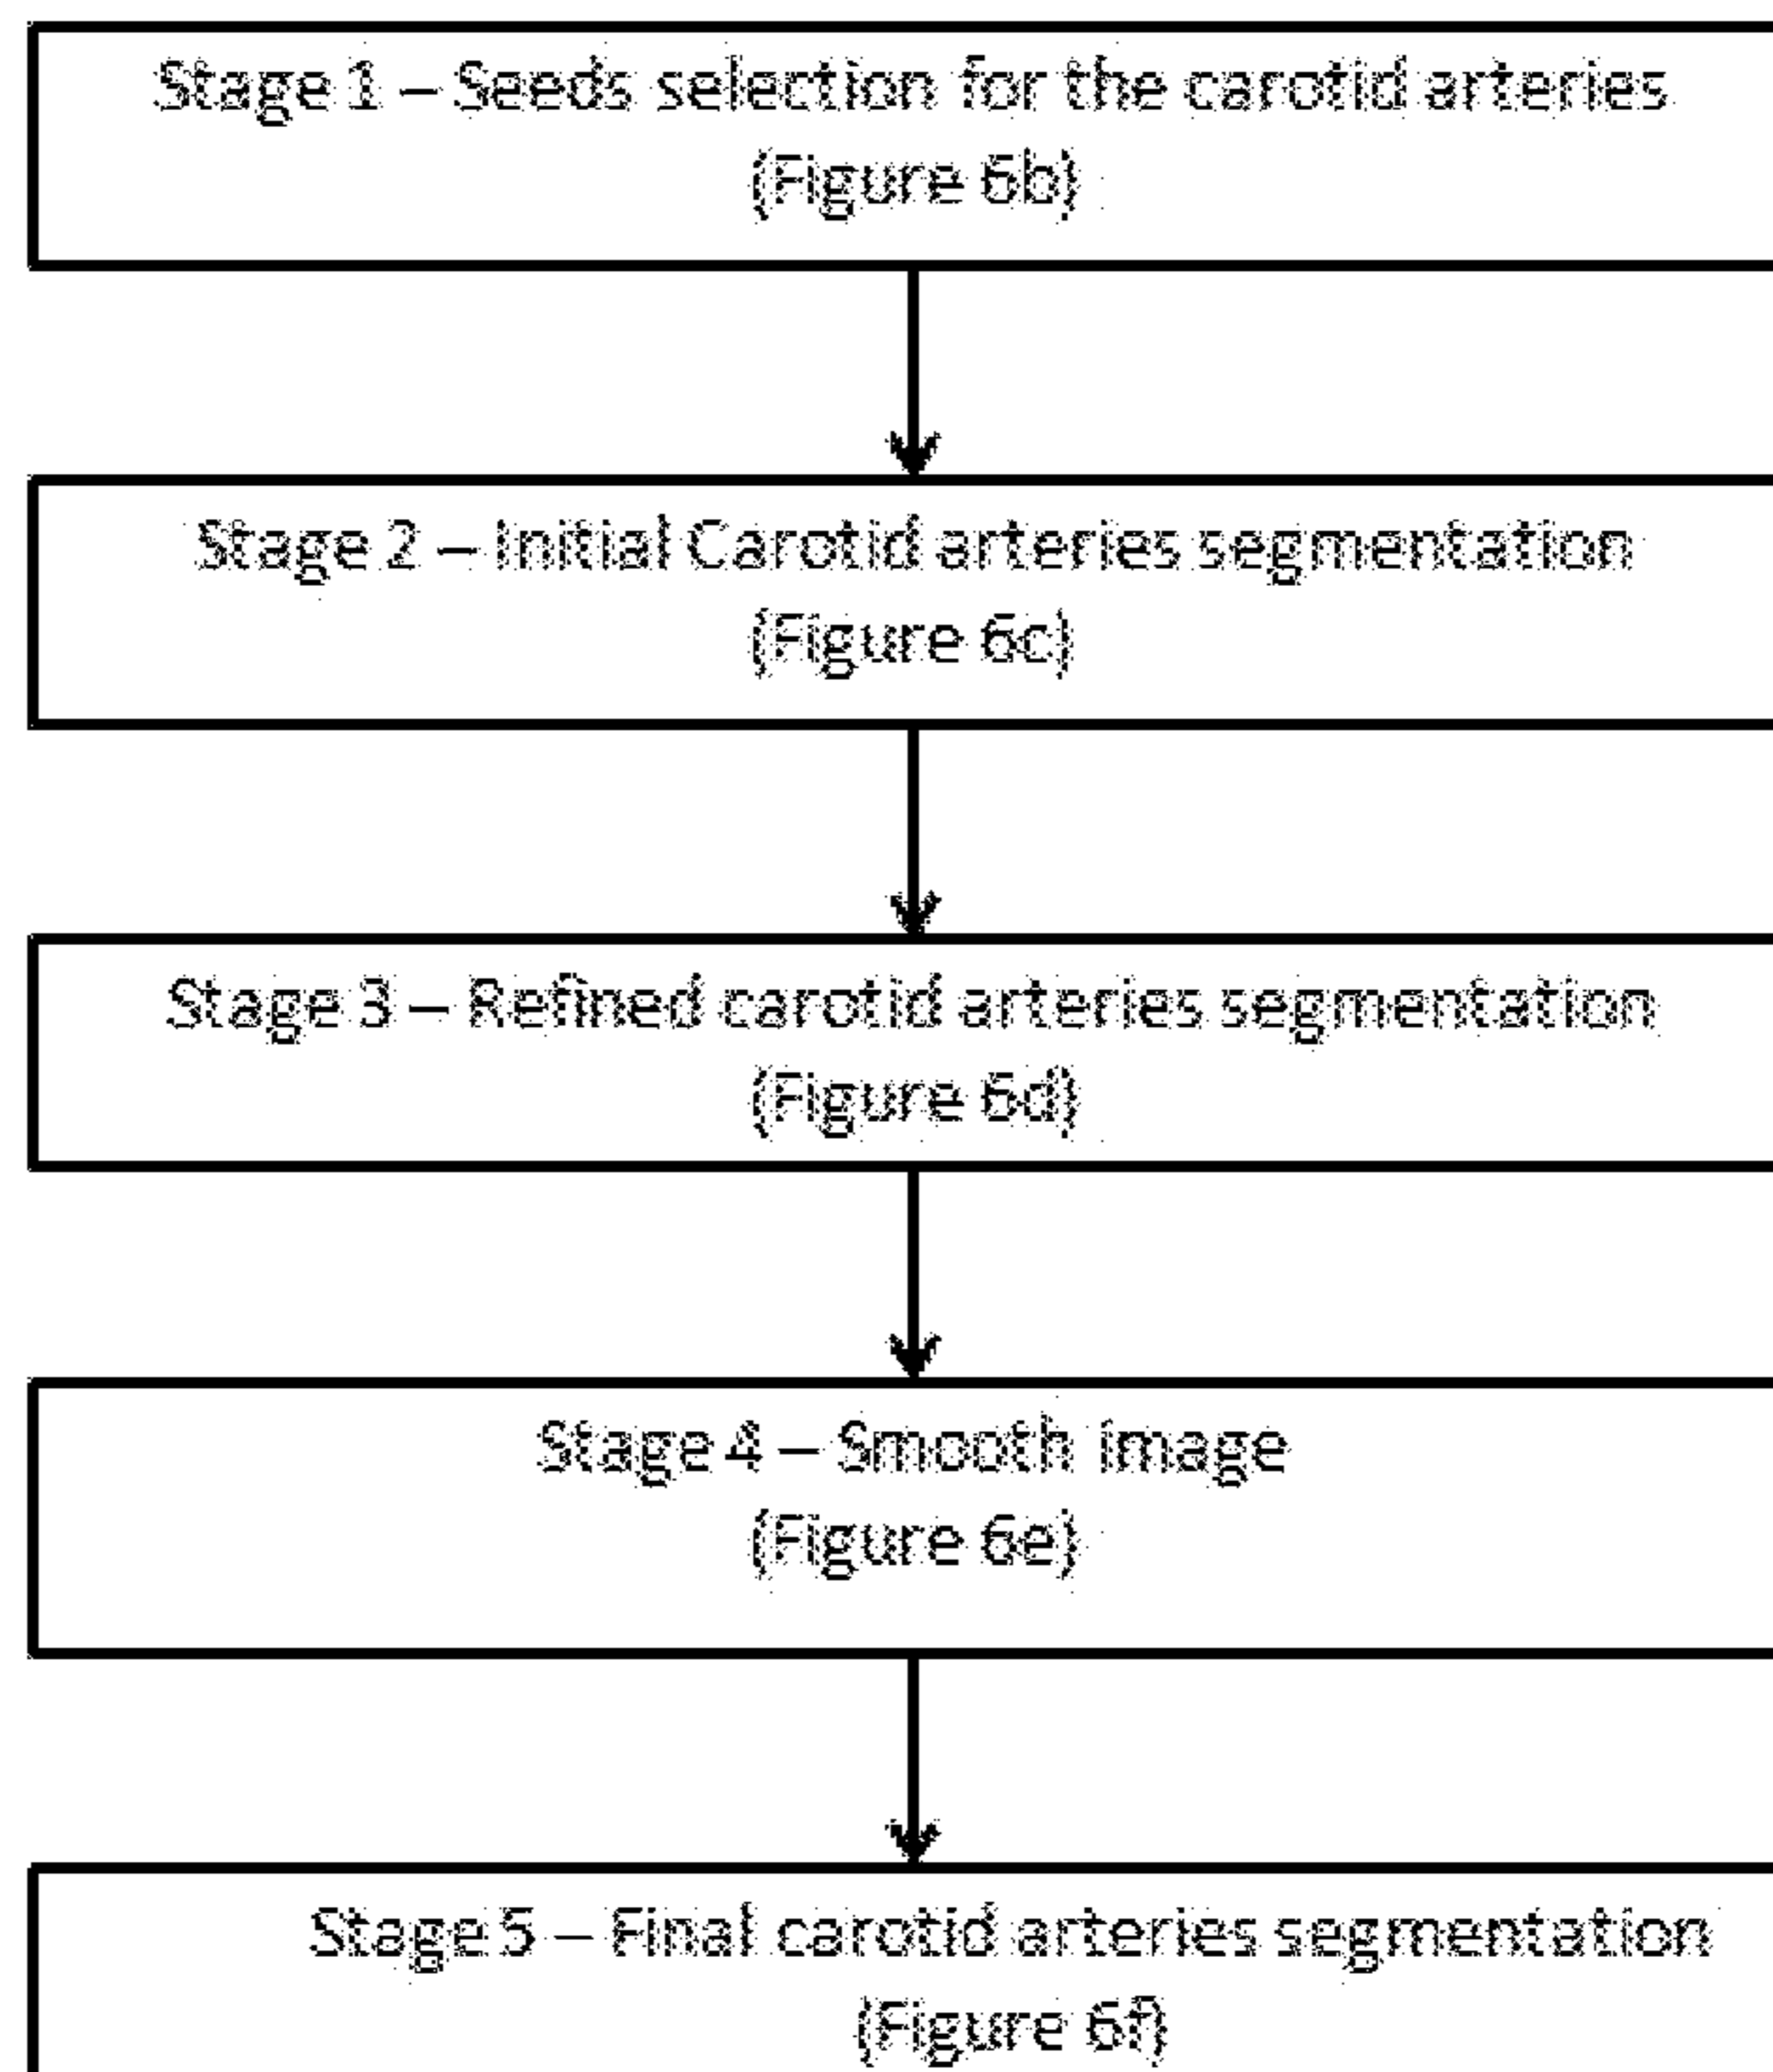 Stage 1 – Seeds selection for the carotid arteries
(Figure 6b)
Stage 2 – Initial Carotid arteries segmentation
(Figure 6c)
Stage 3 – Refined carotid arteries segmentation
(Figure 6d)
Stage 4 – Smooth image
(Figure 6e)
Stage 5 – Final carotid arteries segmentation
(Figure 6f)